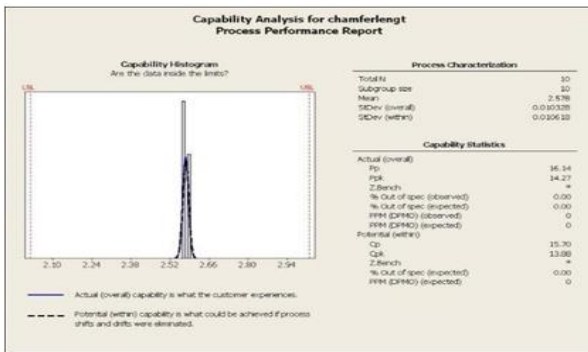 Capability Analysis for chamferlengt
Process Performance Report
Capability Histogram
Are the data inside the limits?
LSL
USL
2.10 2.24 2.38 2.52 2.66 2.80 2.94
Actual (overall) capability is what the customer experiences.
Potential (within) capability is what could be achieved if process
shifts and drifts were eliminated.
Process Characterization
Total N 10
Subgroup size 10
Mean 2.578
StDev (overall) 0.010328
StDev (within) 0.010618
Capability Statistics
Actual (overall)
Pp 16.14
Ppk 14.27
Z.Bench *
% Out of spec (observed) 0.00
% Out of spec (expected) 0.00
PPM (DPMO) (observed) 0
PPM (DPMO) (expected) 0
Potential (within)
Cp 15.70
Cpk 13.88
Z.Bench *
% Out of spec (expected) 0.00
PPM (DPMO) (expected) 0